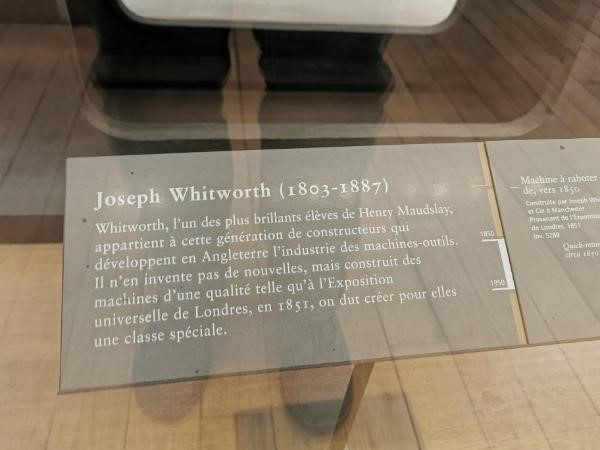 Joseph Whitworth (1803-1887)
Whitworth, l'un des plus brillants élèves de Henry Maudslay,
appartient à cette génération de constructeurs qui
développent en Angleterre l'industrie des machines-outils.
Il n'en invente pas de nouvelles, mais construit des
machines d'une qualité telle qu'à l'Exposition
universelle de Londres, en 1851, on dut créer pour elles
une classe spéciale.
1850
1950
Machine à raboter
de, vers 1850
Construite par Joseph Whi
et Cie à Manchester
Provenant de l'Exposition
de Londres, 1851
Inv. 5260
Quick-retur
circa 1850